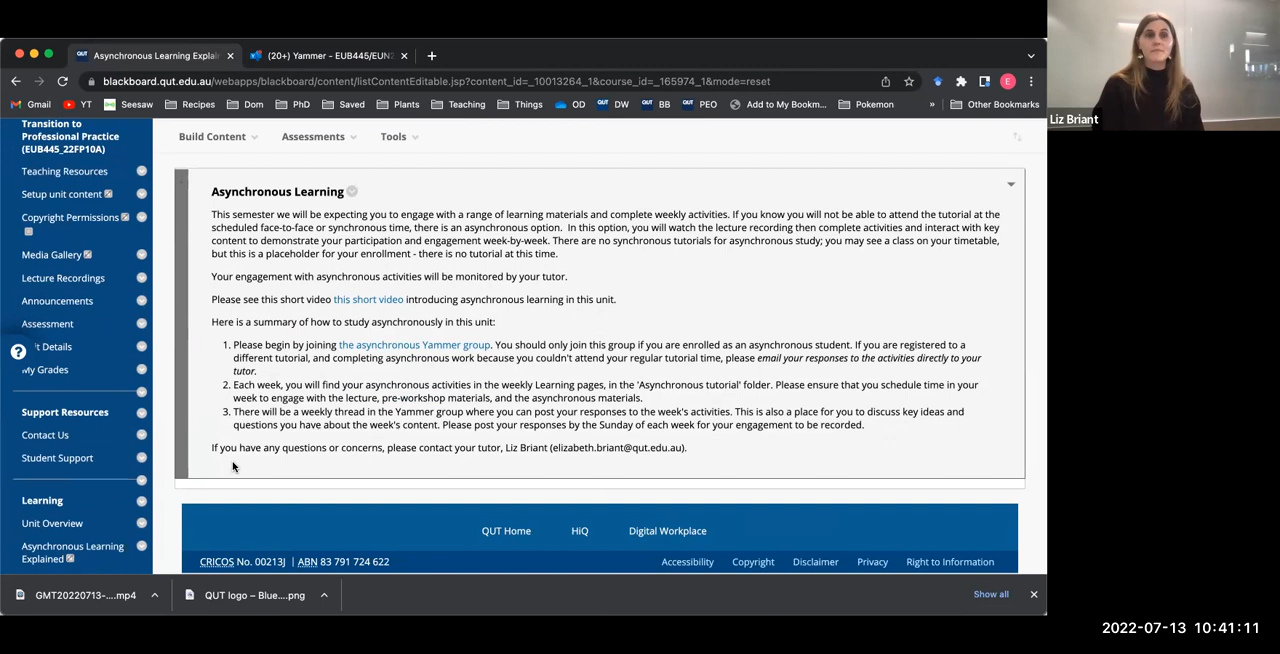 Asynchronous Learning Explai
(20+) Yammer - EUB445/EUN2
blackboard.qut.edu.au/webapps/blackboard/content/listContentEditable.jsp?content_id=_10013264_1&course_id=_165974_1&mode=reset
E
Gmail YT Seesaw Recipes Dom PhD Saved Plants Teaching Things OD DW BB PEO Add to My Bookm... Pokemon » Other Bookmarks
Liz Briant
Transition to
Professional Practice
(EUB445_22FP10A)
Teaching Resources
Setup unit content
Copyright Permissions
Media Gallery
Lecture Recordings
Announcements
Assessment
it Details
My Grades
Support Resources
Contact Us
Student Support
Learning
Unit Overview
Asynchronous Learning
Explained
Build Content Assessments Tools
Asynchronous Learning
This semester we will be expecting you to engage with a range of learning materials and complete weekly activities. If you know you will not be able to attend the tutorial at the
scheduled face-to-face or synchronous time, there is an asynchronous option. In this option, you will watch the lecture recording then complete activities and interact with key
content to demonstrate your participation and engagement week-by-week. There are no synchronous tutorials for asynchronous study; you may see a class on your timetable,
but this is a placeholder for your enrollment - there is no tutorial at this time.
Your engagement with asynchronous activities will be monitored by your tutor.
Please see this short video this short video introducing asynchronous learning in this unit.
Here is a summary of how to study asynchronously in this unit:
1. Please begin by joining the asynchronous Yammer group. You should only join this group if you are enrolled as an asynchronous student. If you are registered to a
different tutorial, and completing asynchronous work because you couldn't attend your regular tutorial time, please email your responses to the activities directly to your
tutor.
2. Each week, you will find your asynchronous activities in the weekly Learning pages, in the 'Asynchronous tutorial' folder. Please ensure that you schedule time in your
week to engage with the lecture, pre-workshop materials, and the asynchronous materials.
3. There will be a weekly thread in the Yammer group where you can post your responses to the week's activities. This is also a place for you to discuss key ideas and
questions you have about the week's content. Please post your responses by the Sunday of each week for your engagement to be recorded.
If you have any questions or concerns, please contact your tutor, Liz Briant (elizabeth.briant@qut.edu.au).
QUT Home HiQ Digital Workplace
CRICOS No. 00213J | ABN 83 791 724 622
Accessibility Copyright Disclaimer Privacy Right to Information
GMT20220713-....mp4 QUT logo – Blue....png Show all
2022-07-13 10:41:11